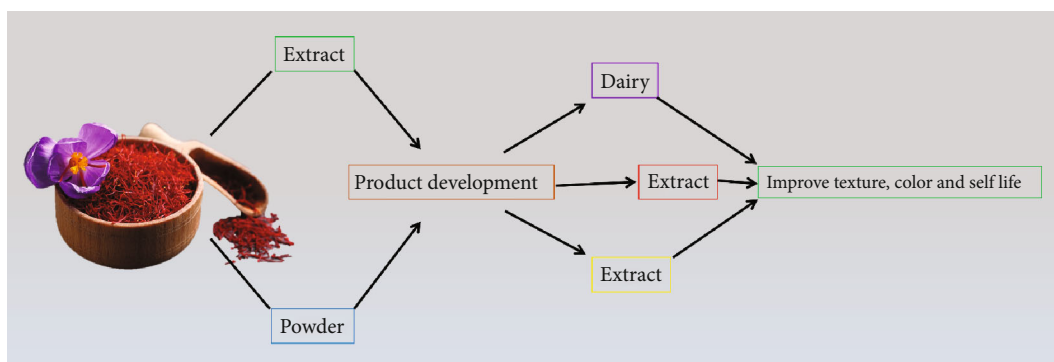 Extract
Dairy
Product development
Extract
Improve texture, color and self life
Extract
Powder